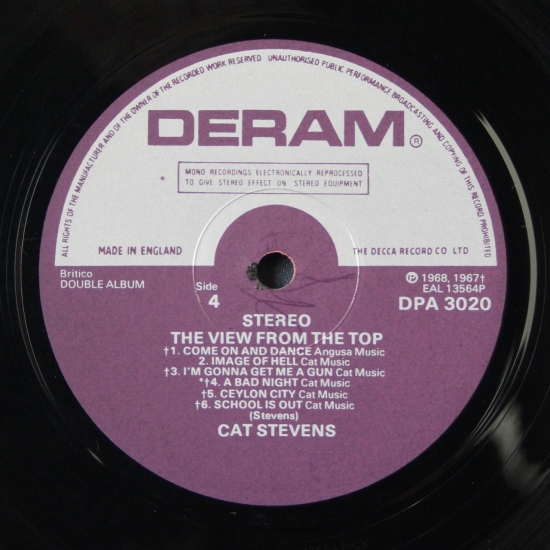 ALL RIGHTS OF THE MANUFACTURER AND OF THE OWNER OF THE RECORDED WORK RESERVED UNAUTHORISED PUBLIC PERFORMANCE BROADCASTING AND COPYING OF THIS RECORD PROHIBITED
DERAM®
* MONO RECORDINGS ELECTRONICALLY REPROCESSED
TO GIVE STEREO EFFECT ON STEREO EQUIPMENT
MADE IN ENGLAND THE DECCA RECORD CO LTD
Britico
DOUBLE ALBUM
Side
4
℗ 1968, 1967†
EAL 13564P
DPA 3020
STEREO
THE VIEW FROM THE TOP
†1. COME ON AND DANCE Angusa Music
2. IMAGE OF HELL Cat Music
†3. I'M GONNA GET ME A GUN Cat Music
*†4. A BAD NIGHT Cat Music
†5. CEYLON CITY Cat Music
†6. SCHOOL IS OUT Cat Music
(Stevens)
CAT STEVENS